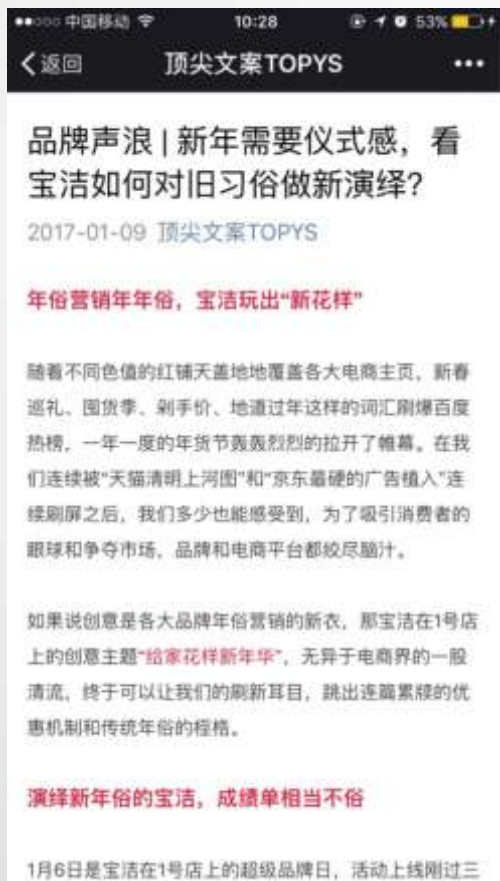 中国移动 10:28 53%
返回 顶尖文案TOPYS
品牌声浪 | 新年需要仪式感，看
宝洁如何对旧习俗做新演绎？
2017-01-09 顶尖文案TOPYS
年俗营销年年俗，宝洁玩出“新花样”
随着不同色值的红铺天盖地地覆盖各大电商主页，新春
巡礼、囤货季、剁手价、地道过年这样的词汇刷爆百度
热榜，一年一度的年货节轰轰烈烈的拉开了帷幕。在我
们连续被“天猫清明上河图”和“京东最硬的广告植入”连
续刷屏之后，我们多少也能感受到，为了吸引消费者的
眼球和争夺市场，品牌和电商平台都绞尽脑汁。
如果说创意是各大品牌年俗营销的新衣，那宝洁在1号店
上的创意主题“给家花样新年华”，无异于电商界的一股
清流，终于可以让我们的刷新耳目，跳出连篇累牍的优
惠机制和传统年俗的桎梏。
演绎新年俗的宝洁，成绩单相当不俗
1月6日是宝洁在1号店上的超级品牌日，活动上线刚过三